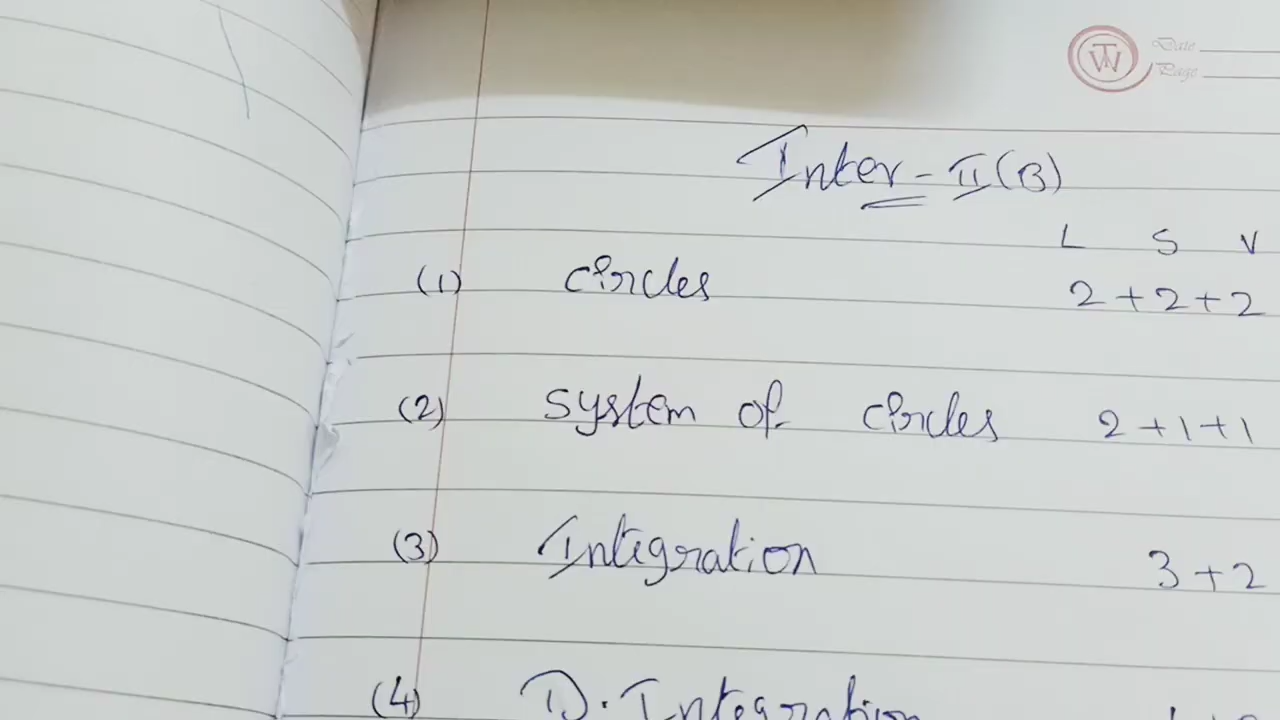 Date
Page
Inter - II (B)
L S V
(1) circles 2 + 2 + 2
(2) system of circles 2 + 1 + 1
(3) Integration 3 + 2
(4) D. Integration